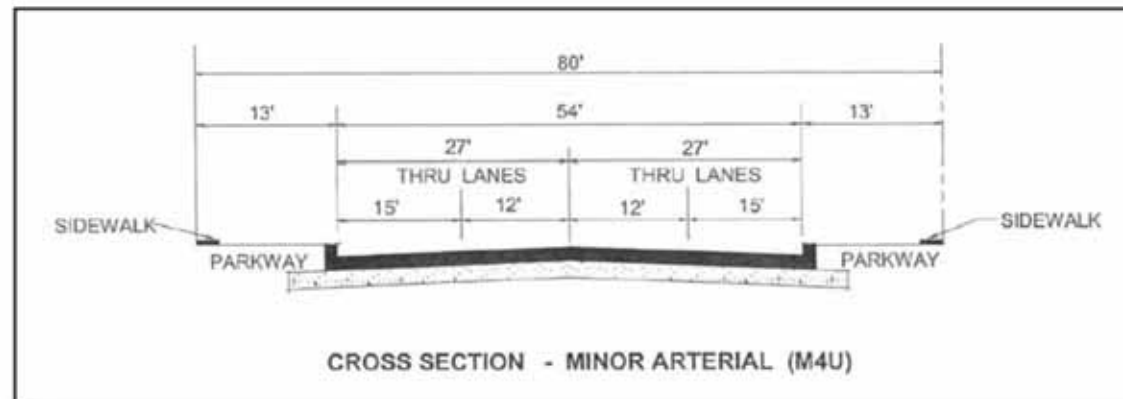 80'
13' 54' 13'
27' 27'
THRU LANES THRU LANES
15' 12' 12' 15'
SIDEWALK SIDEWALK
PARKWAY PARKWAY
CROSS SECTION - MINOR ARTERIAL (M4U)